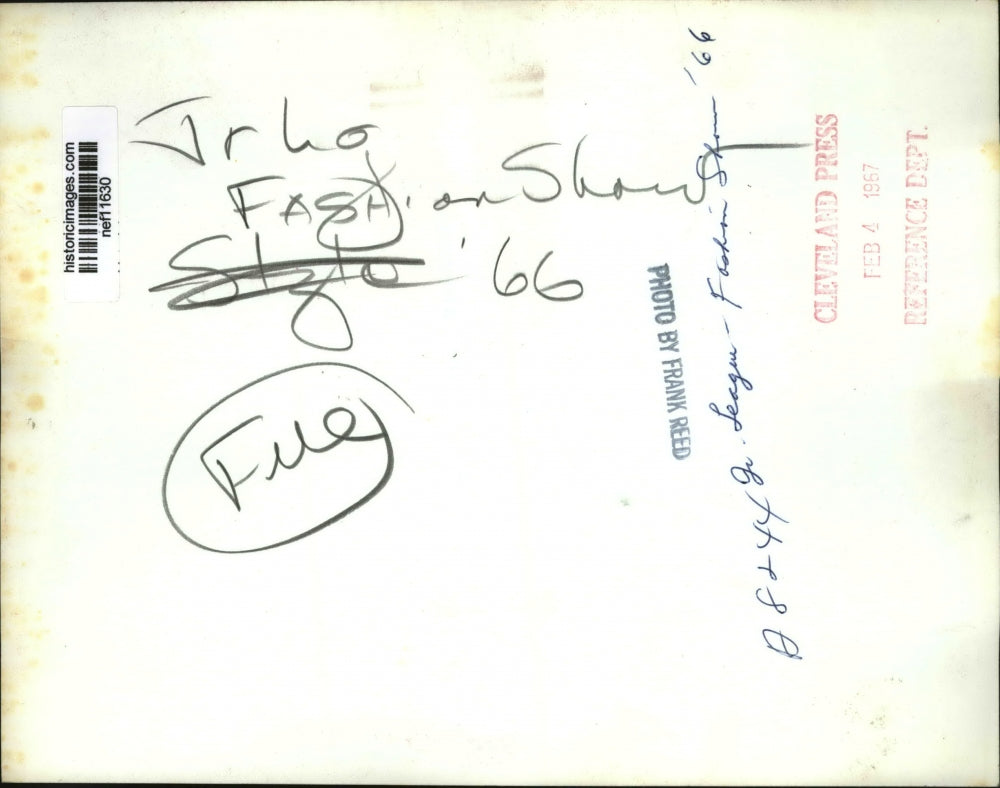 historicimages.com
nef11630
Jr Lg
Fashion Show
Style '66
File
PHOTO BY FRANK REED
D 8244 Jr. League - Fashion Show '66
CLEVELAND PRESS
FEB 4 1967
REFERENCE DEPT.